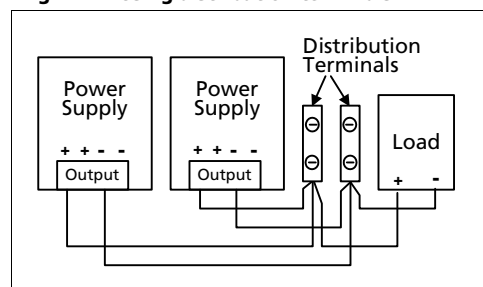 Distribution
Terminals
Power
Supply
+ + - -
Output
Power
Supply
+ + - -
Output
Load
+ -